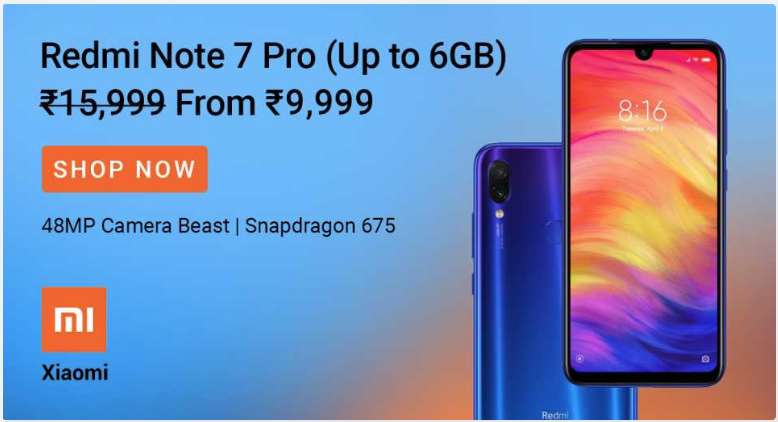 Redmi Note 7 Pro (Up to 6GB)
₹15,999 From ₹9,999
SHOP NOW
48MP Camera Beast | Snapdragon 675
mi
Xiaomi
8:16
Redmi